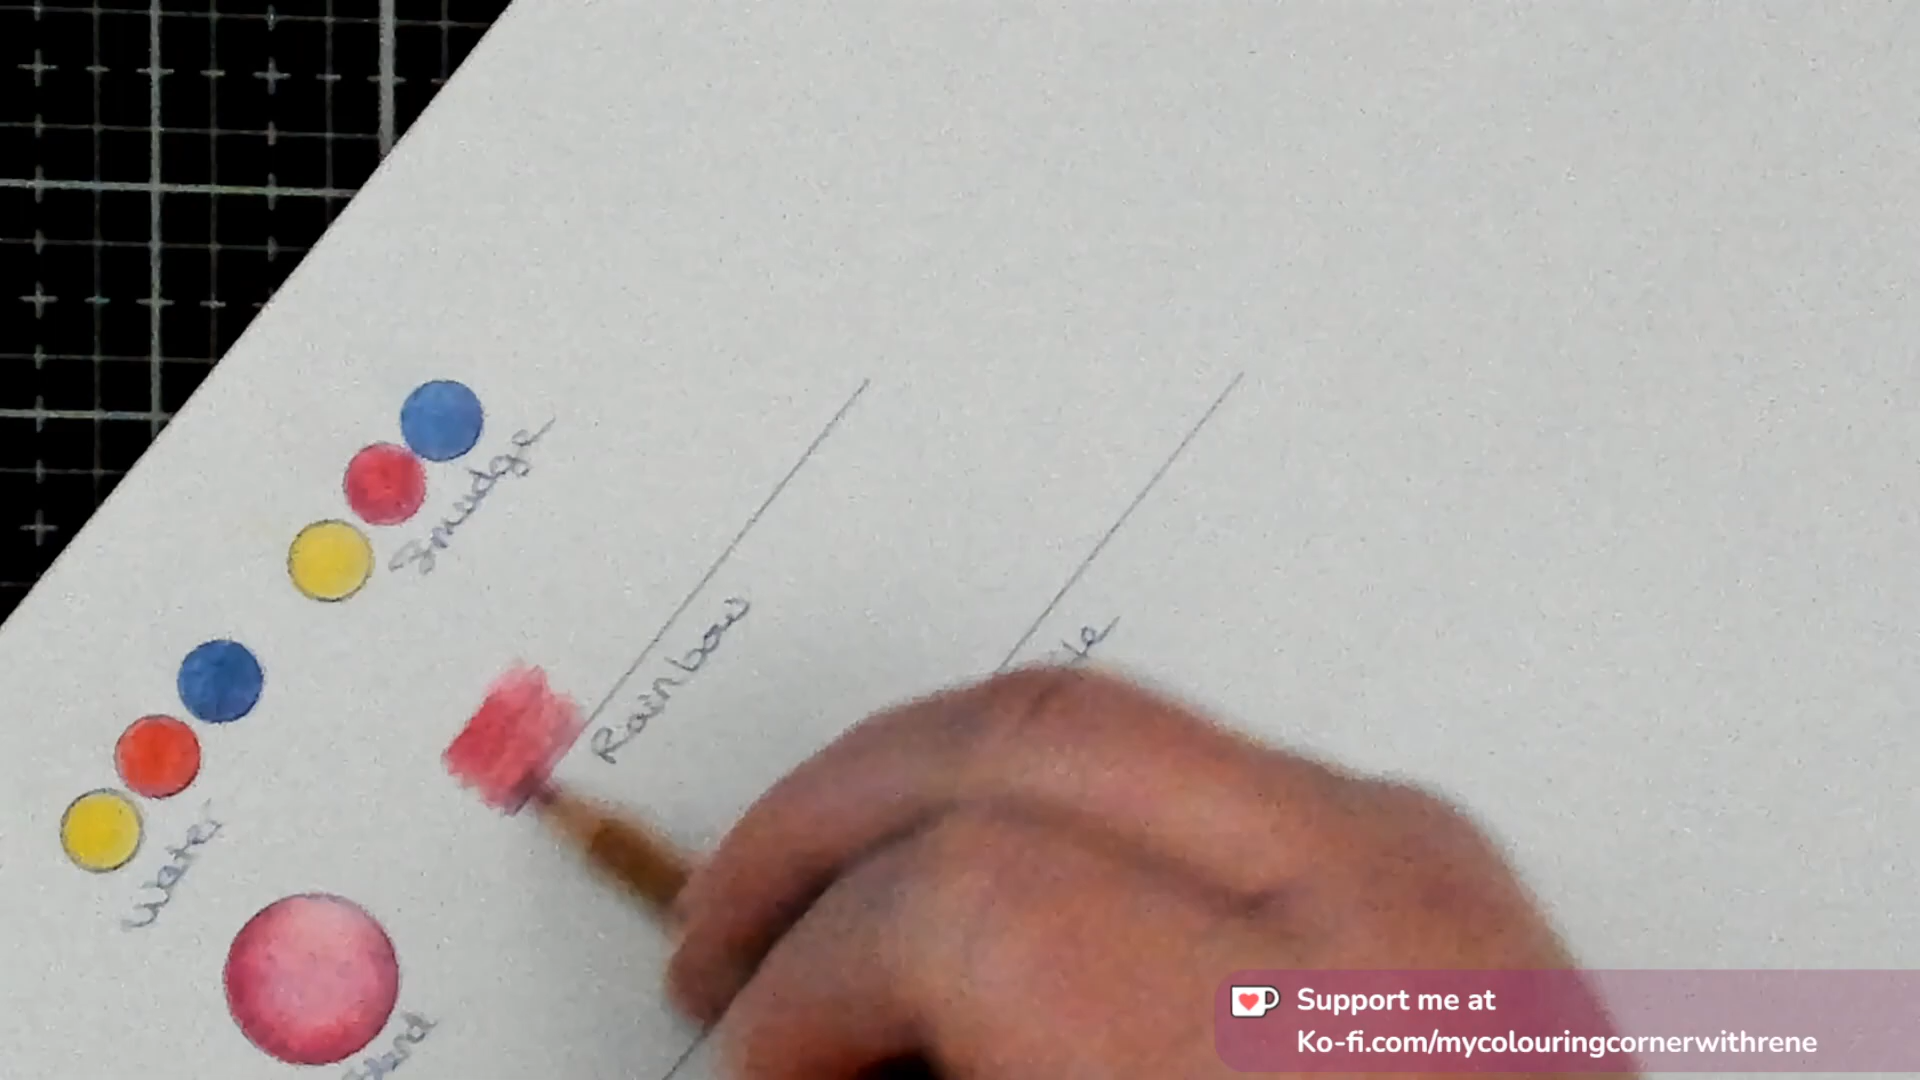 Smudge
Rainbow
Water
Support me at
Ko-fi.com/mycolouringcornerwithrene